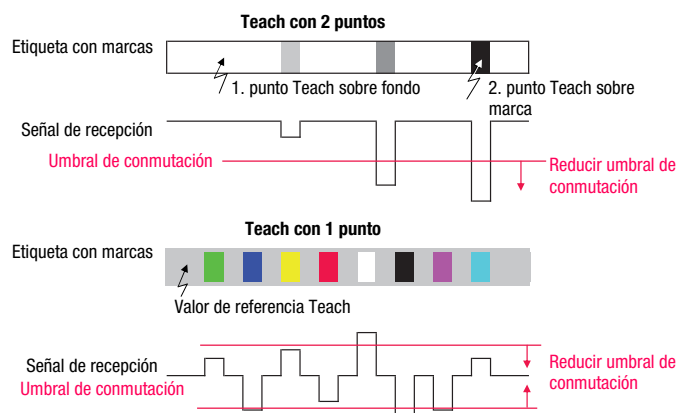 Teach con 2 puntos
Etiqueta con marcas
1. punto Teach sobre fondo
2. punto Teach sobre
marca
Señal de recepción
Umbral de conmutación
Reducir umbral de
conmutación
Teach con 1 punto
Etiqueta con marcas
Valor de referencia Teach
Señal de recepción
Umbral de conmutación
Reducir umbral de
conmutación